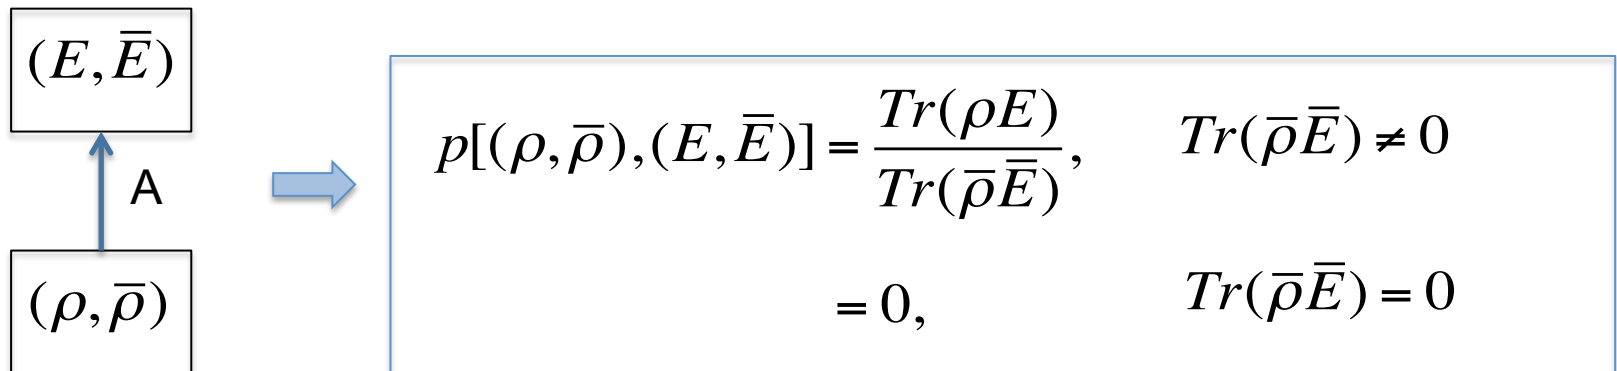 (E, E̅)
A
(ρ, ρ̅)
p[(ρ, ρ̅), (E, E̅)] = Tr(ρE) / Tr(ρ̅E̅), Tr(ρ̅E̅) ≠ 0
= 0, Tr(ρ̅E̅) = 0